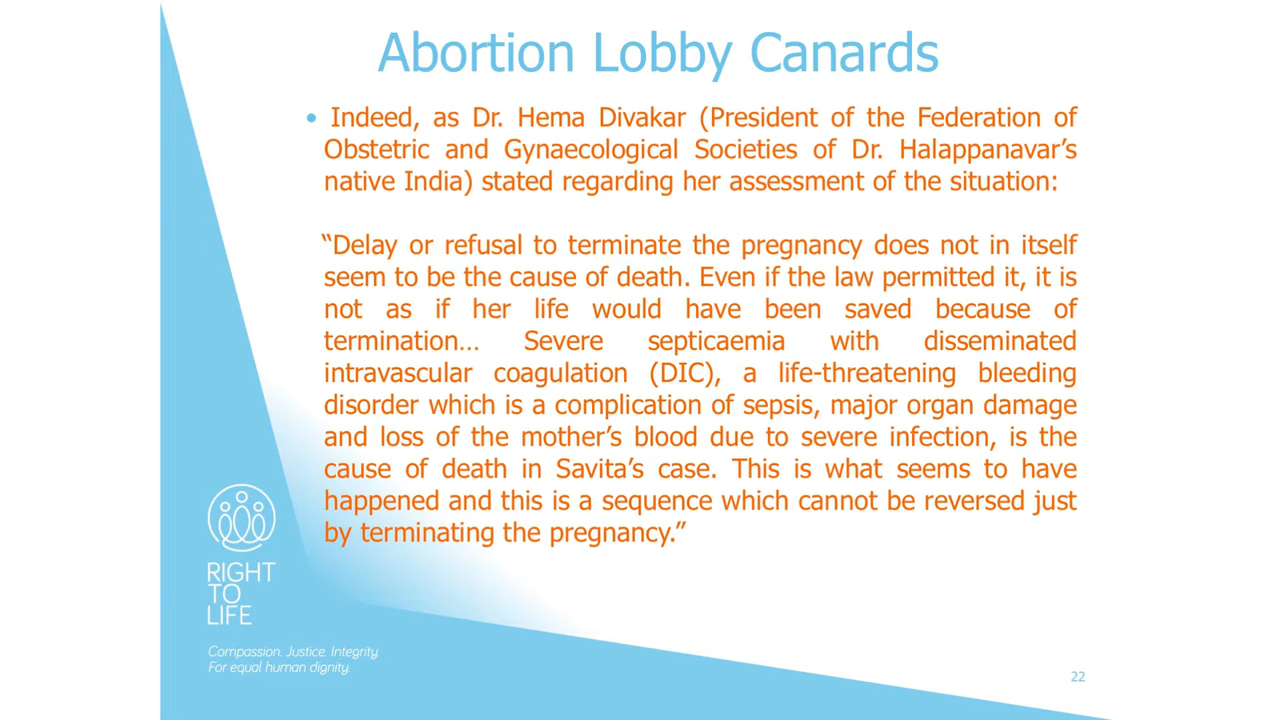 Abortion Lobby Canards
• Indeed, as Dr. Hema Divakar (President of the Federation of
Obstetric and Gynaecological Societies of Dr. Halappanavar’s
native India) stated regarding her assessment of the situation:
“Delay or refusal to terminate the pregnancy does not in itself
seem to be the cause of death. Even if the law permitted it, it is
not as if her life would have been saved because of
termination… Severe septicaemia with disseminated
intravascular coagulation (DIC), a life-threatening bleeding
disorder which is a complication of sepsis, major organ damage
and loss of the mother’s blood due to severe infection, is the
cause of death in Savita’s case. This is what seems to have
happened and this is a sequence which cannot be reversed just
by terminating the pregnancy.”
RIGHT
TO
LIFE
Compassion. Justice. Integrity.
For equal human dignity.
22